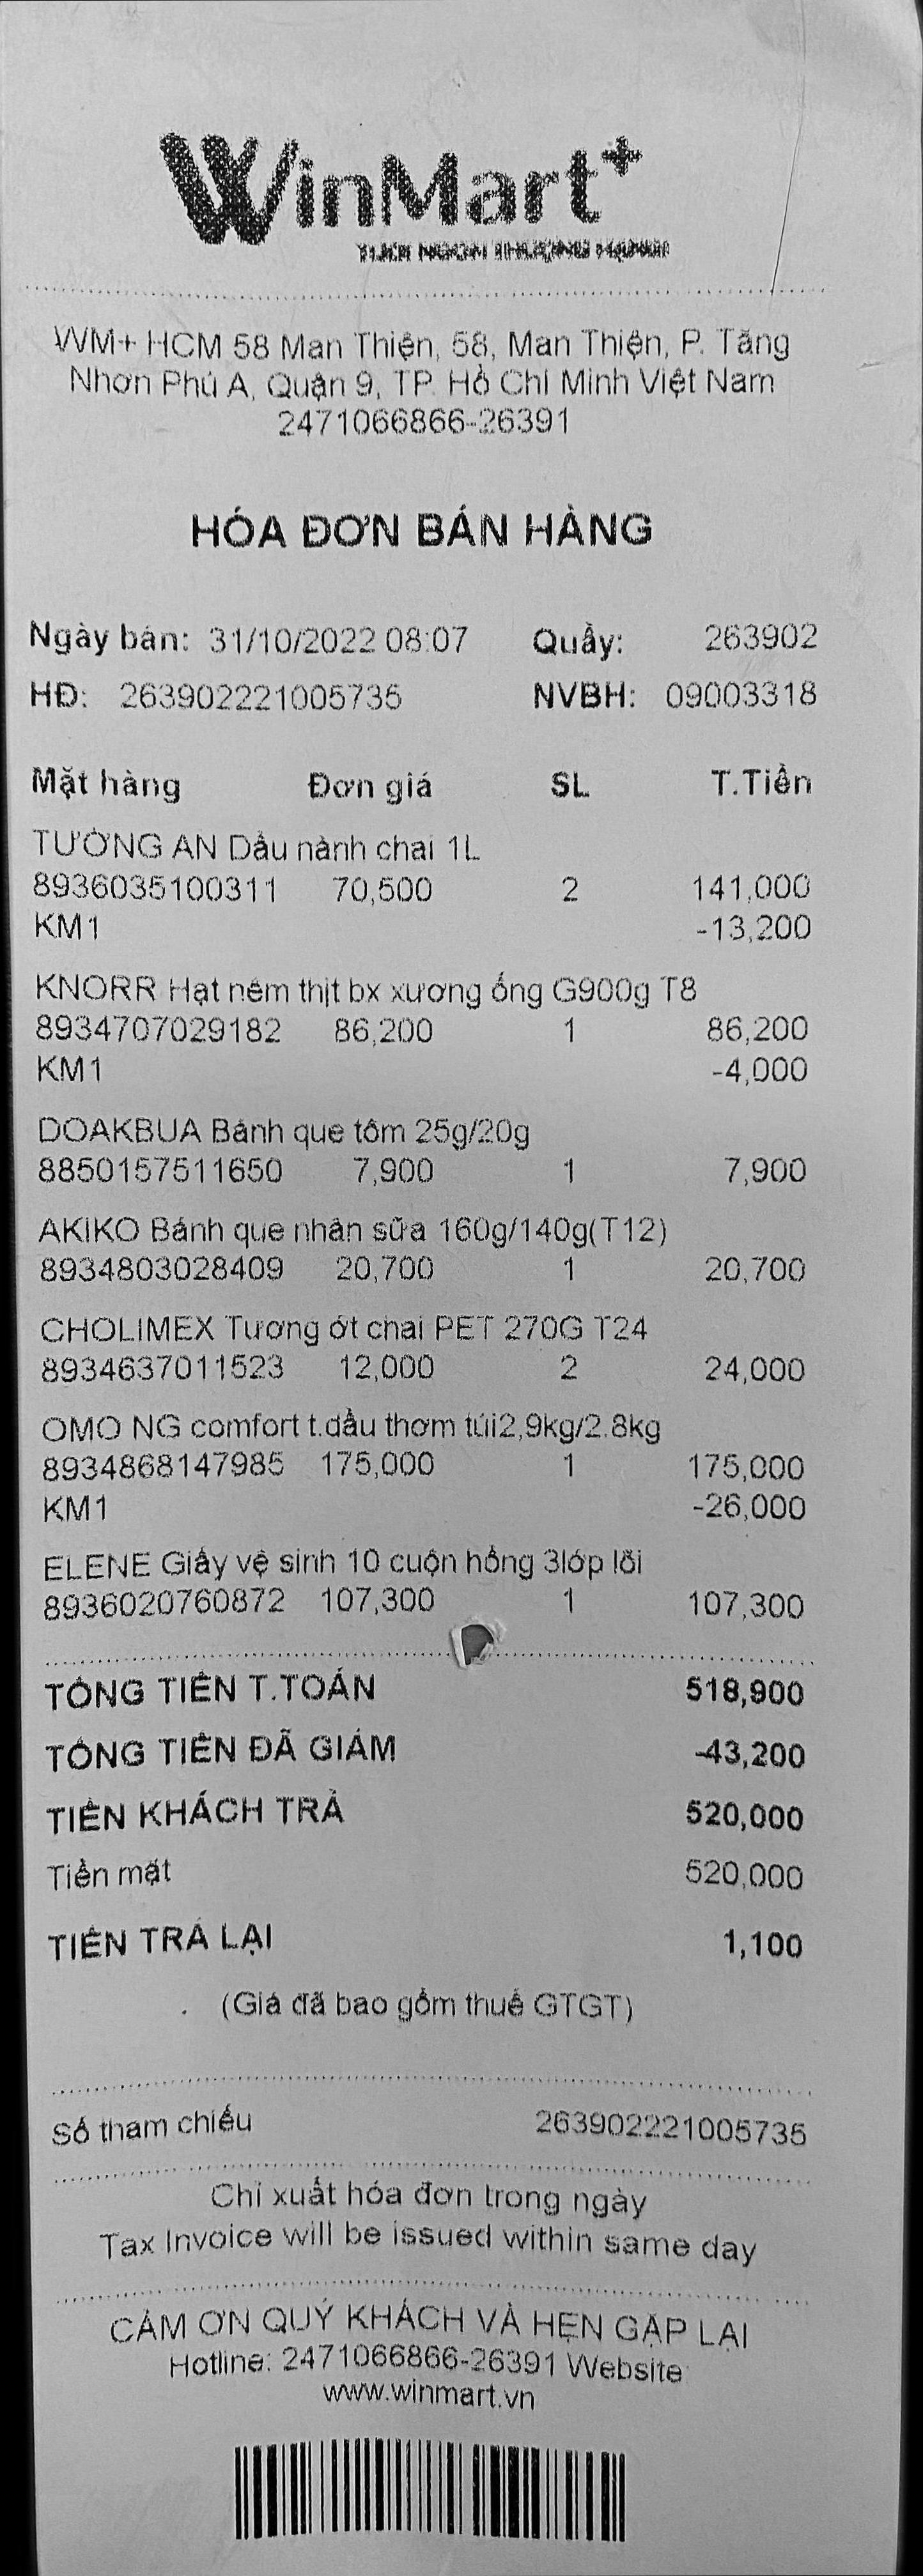 WinMart+
TƯƠI NGON THƯỢNG HẠNG
WM+ HCM 58 Man Thiện, 58, Man Thiện, P. Tăng
Nhơn Phú A, Quận 9, TP. Hồ Chí Minh Việt Nam
2471066866-26391
HÓA ĐƠN BÁN HÀNG
Ngày bán: 31/10/2022 08:07 Quầy: 263902
HĐ: 263902221005735 NVBH: 09003318
Mặt hàng Đơn giá SL T.Tiền
TƯỜNG AN Dầu nành chai 1L
8936035100311 70,500 2 141,000
KM1 -13,200
KNORR Hạt nêm thịt bx xương ống G900g T8
8934707029182 86,200 1 86,200
KM1 -4,000
DOAKBUA Bánh que tôm 25g/20g
8850157511650 7,900 1 7,900
AKIKO Bánh que nhân sữa 160g/140g(T12)
8934803028409 20,700 1 20,700
CHOLIMEX Tương ớt chai PET 270G T24
8934637011523 12,000 2 24,000
OMO NG comfort t.dầu thơm túi2,9kg/2.8kg
8934868147985 175,000 1 175,000
KM1 -26,000
ELENE Giấy vệ sinh 10 cuộn hồng 3lớp lõi
8936020760872 107,300 1 107,300
TỔNG TIỀN T.TOÁN 518,900
TỔNG TIỀN ĐÃ GIẢM -43,200
TIỀN KHÁCH TRẢ 520,000
Tiền mặt 520,000
TIỀN TRẢ LẠI 1,100
(Giá đã bao gồm thuế GTGT)
Số tham chiếu 263902221005735
Chỉ xuất hóa đơn trong ngày
Tax Invoice will be issued within same day
CẢM ƠN QUÝ KHÁCH VÀ HẸN GẶP LẠI
Hotline: 2471066866-26391 Website:
www.winmart.vn